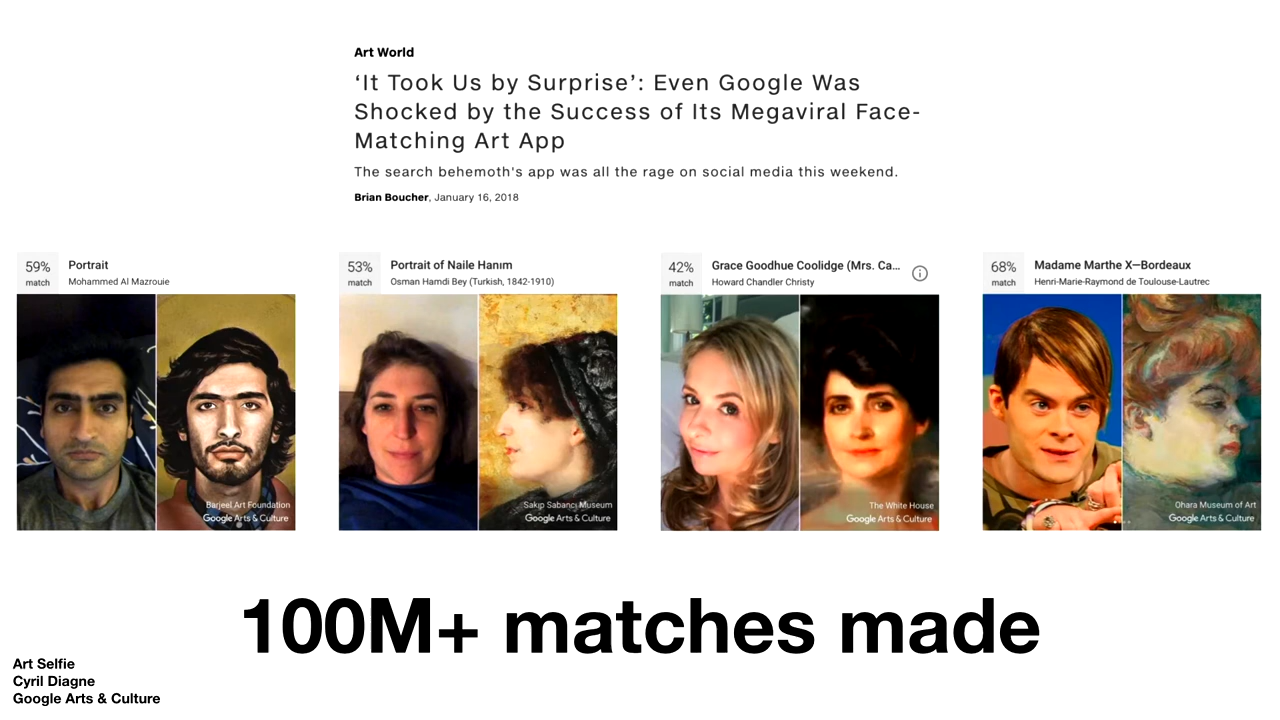 Art World
‘It Took Us by Surprise’: Even Google Was
Shocked by the Success of Its Megaviral Face-
Matching Art App
The search behemoth's app was all the rage on social media this weekend.
Brian Boucher, January 16, 2018
59%
match
Portrait
Mohammed Al Mazrouie
Barjeel Art Foundation
Google Arts & Culture
53%
match
Portrait of Naile Hanım
Osman Hamdi Bey (Turkish, 1842-1910)
Sakıp Sabancı Museum
Google Arts & Culture
42%
match
Grace Goodhue Coolidge (Mrs. Ca...
Howard Chandler Christy
The White House
Google Arts & Culture
68%
match
Madame Marthe X—Bordeaux
Henri-Marie-Raymond de Toulouse-Lautrec
Ohara Museum of Art
Google Arts & Culture
100M+ matches made
Art Selfie
Cyril Diagne
Google Arts & Culture